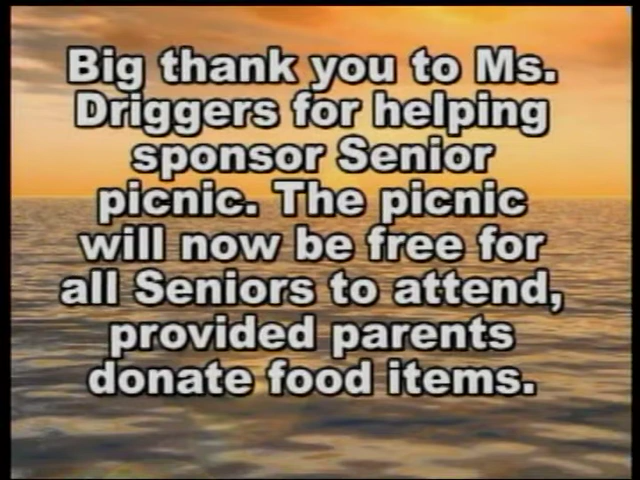 Big thank you to Ms.
Driggers for helping
sponsor Senior
picnic. The picnic
will now be free for
all Seniors to attend,
provided parents
donate food items.